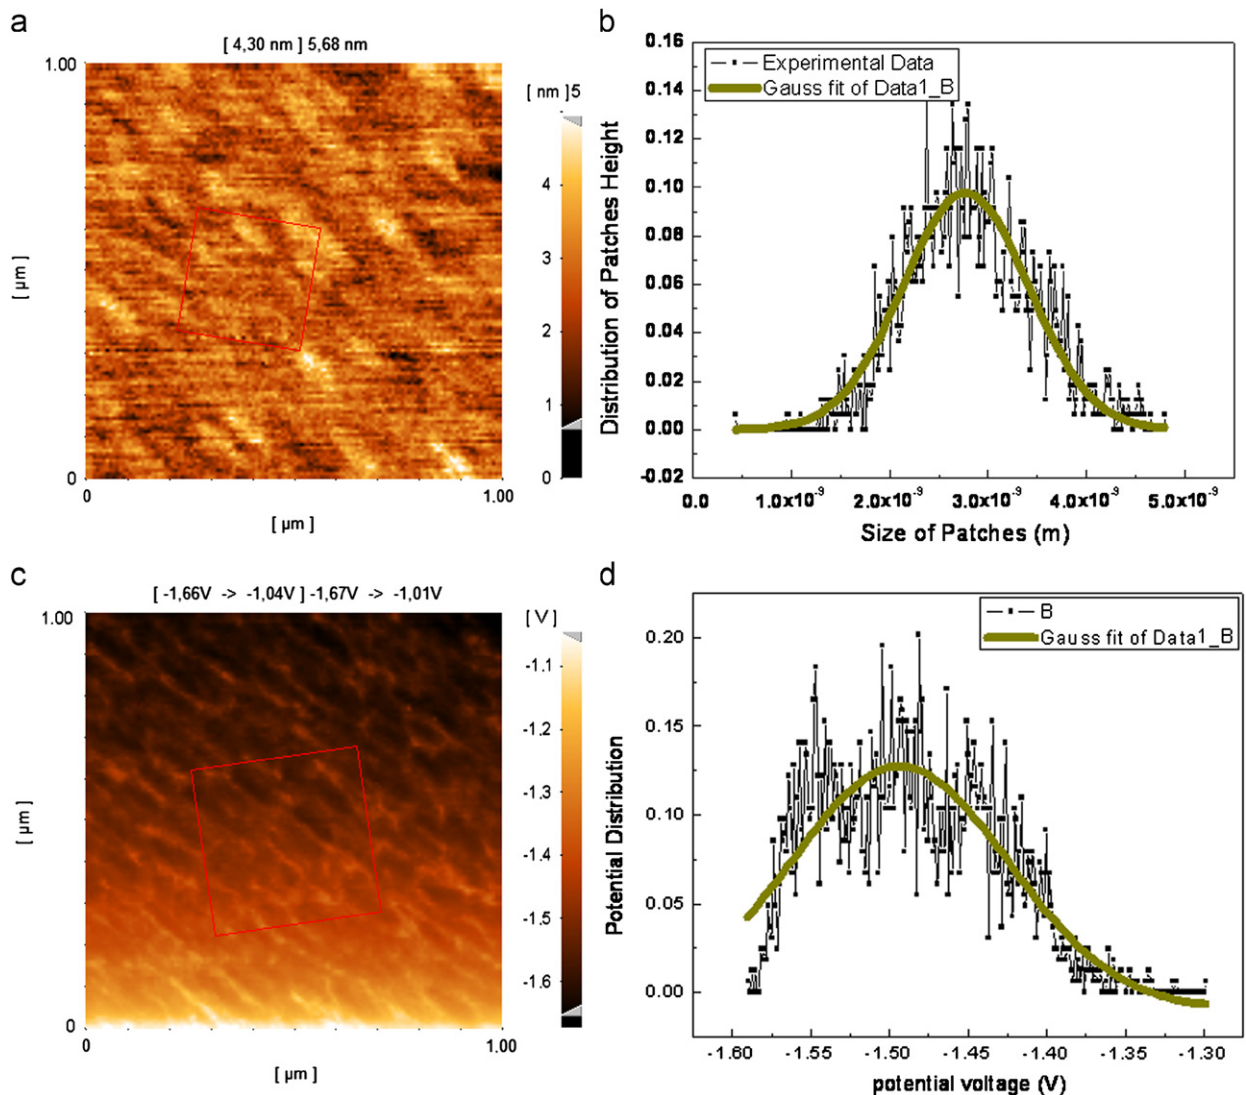 a
[ 4,30 nm ] 5,68 nm
1.00
[ µm ]
0
0
1.00
[ µm ]
[ nm ]5
4
3
2
1
0
b
0.16
0.14
0.12
0.10
0.08
0.06
0.04
0.02
0.00
-0.02
Distribution of Patches Height
Experimental Data
Gauss fit of Data1_B
0.0
1.0x10⁻⁹
2.0x10⁻⁹
3.0x10⁻⁹
4.0x10⁻⁹
5.0x10⁻⁹
Size of Patches (m)
c
[ -1,66V -> -1,04V ] -1,67V -> -1,01V
1.00
[ µm ]
0
0
1.00
[ µm ]
[ V ]
-1.1
-1.2
-1.3
-1.4
-1.5
-1.6
d
0.20
0.15
0.10
0.05
0.00
Potential Distribution
B
Gauss fit of Data1_B
-1.60
-1.55
-1.50
-1.45
-1.40
-1.35
-1.30
potential voltage (V)